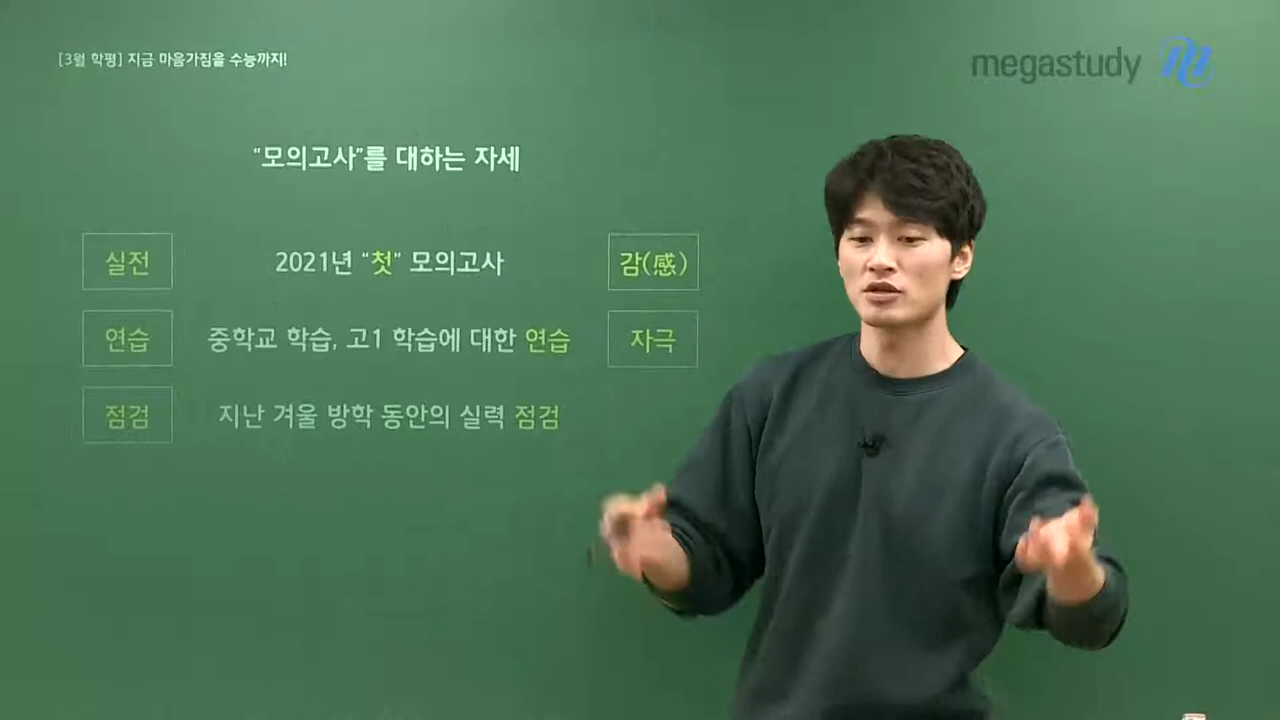 [3월 학평] 지금 마음가짐을 수능까지!
megastudy
“모의고사”를 대하는 자세
실전 2021년 “첫” 모의고사 감(感)
연습 중학교 학습, 고1 학습에 대한 연습 자극
점검 지난 겨울 방학 동안의 실력 점검